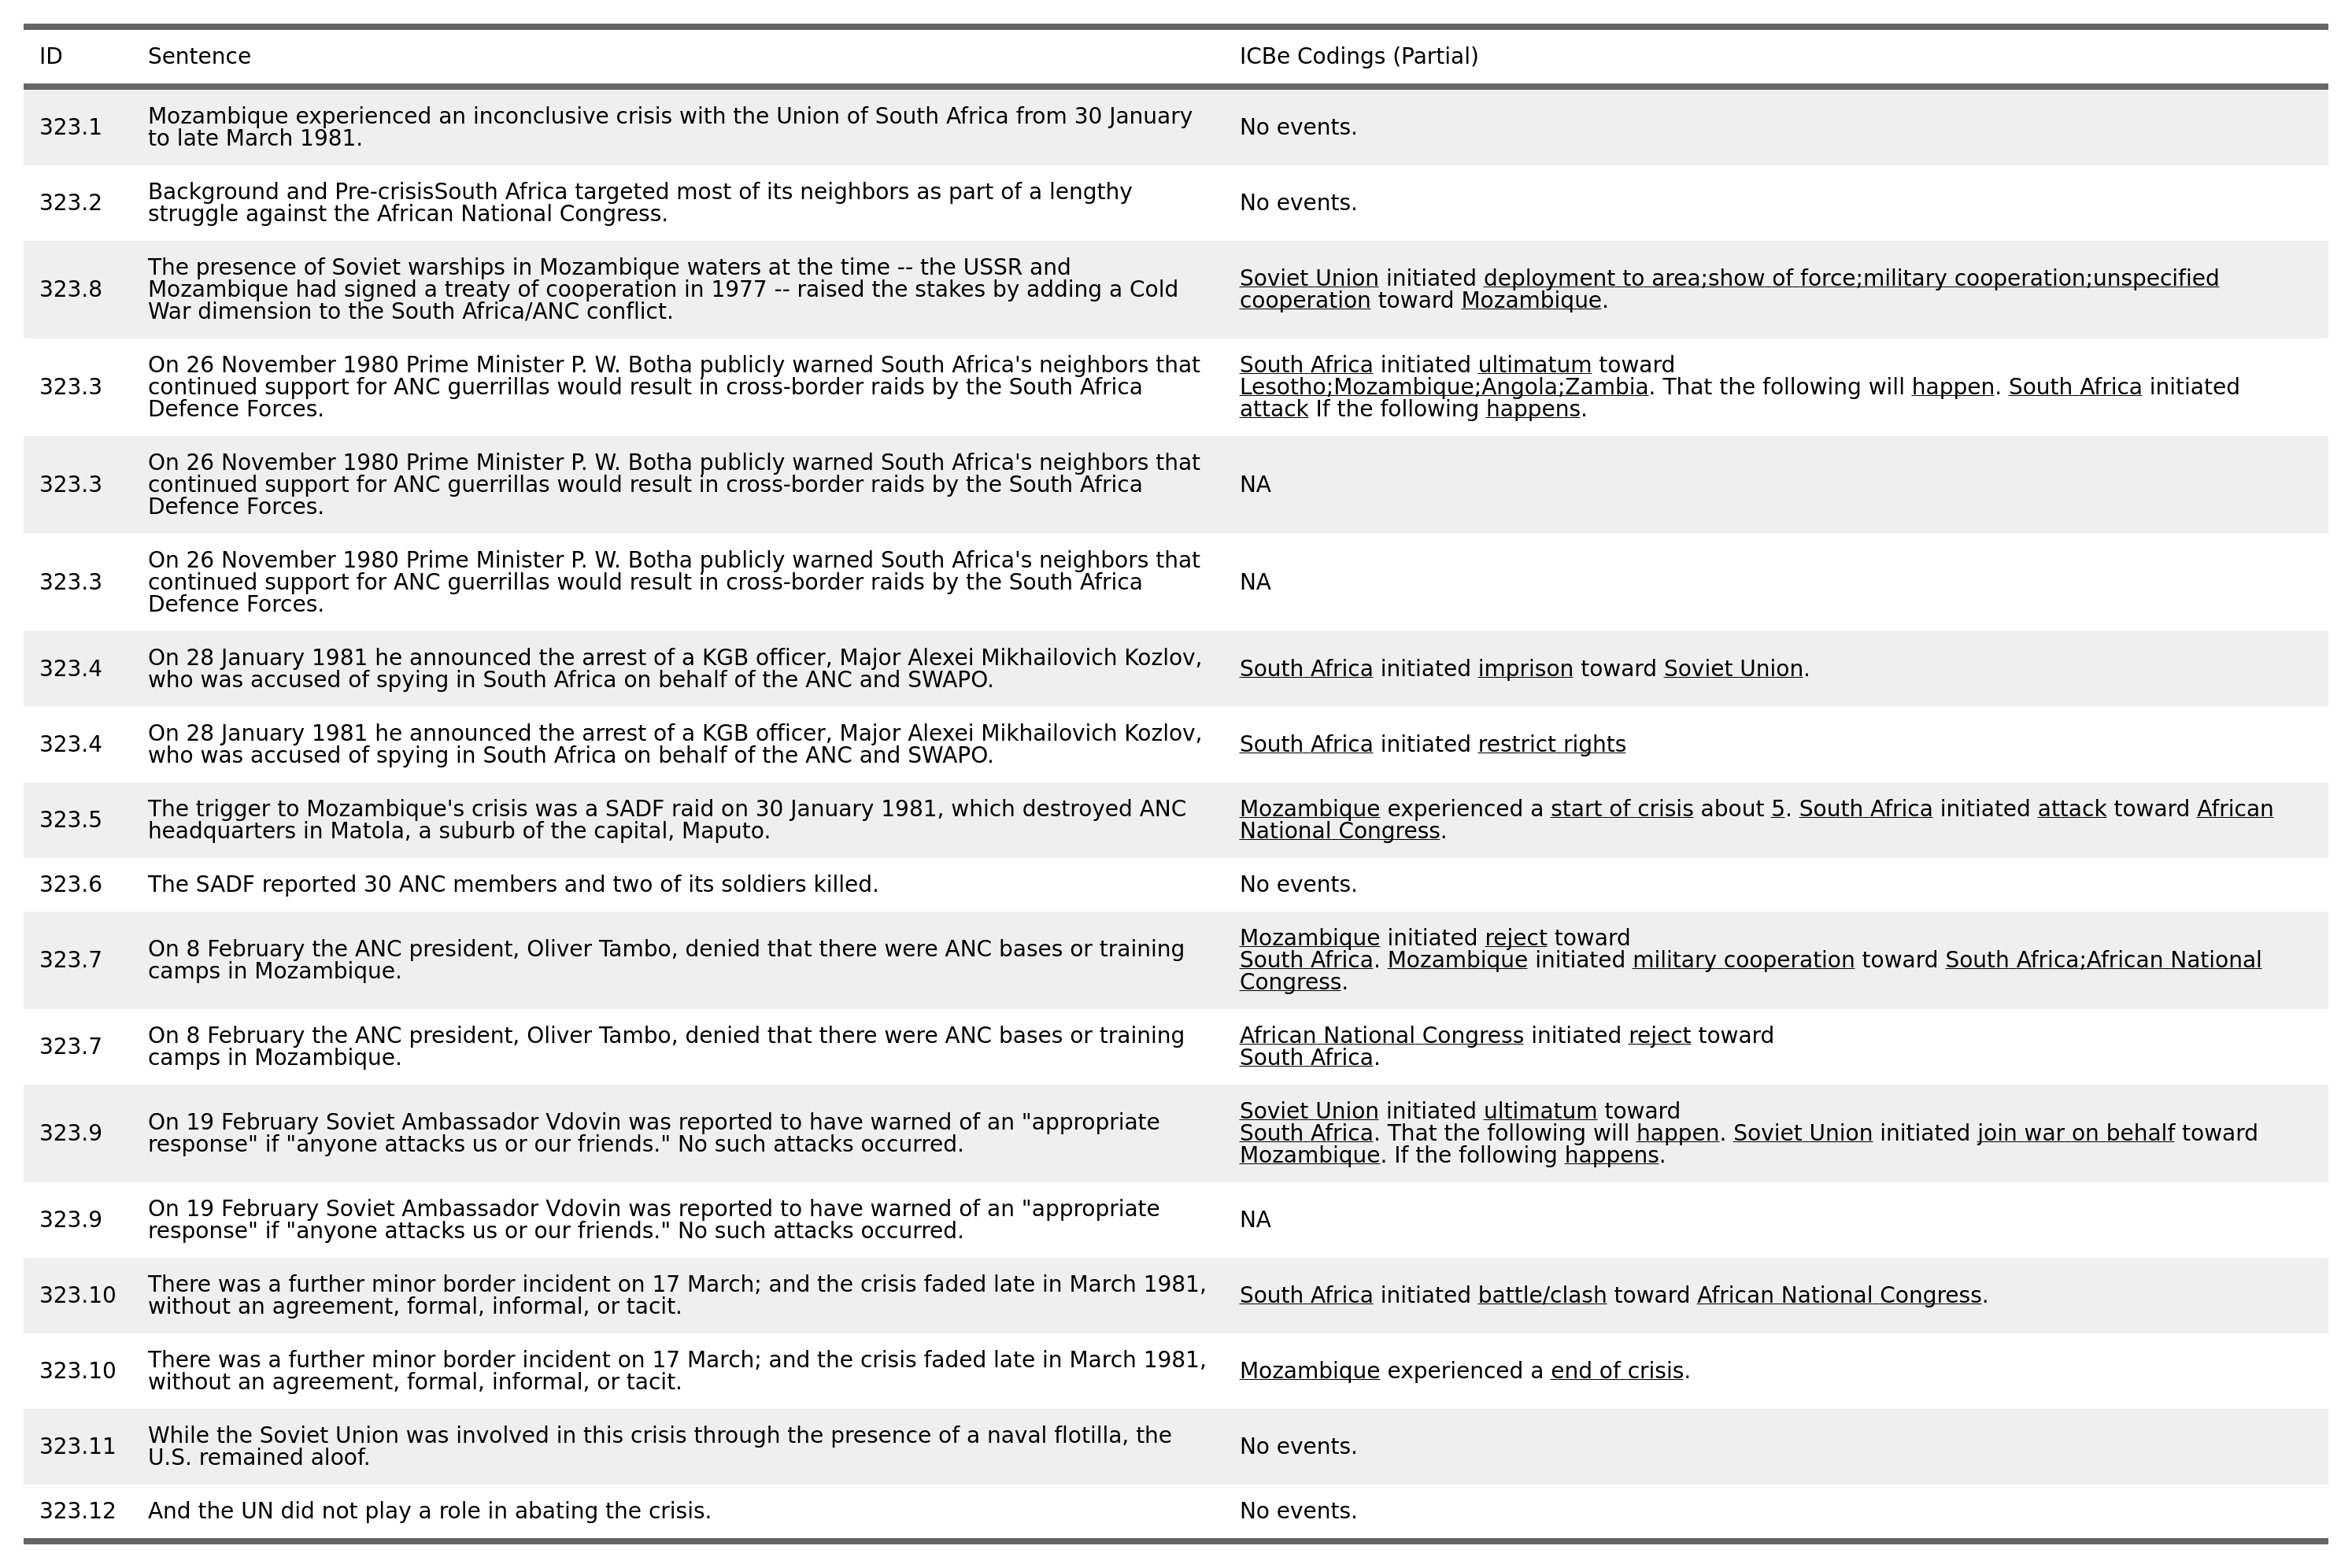 ID Sentence ICBe Codings (Partial)
323.1 Mozambique experienced an inconclusive crisis with the Union of South Africa from 30 January
to late March 1981.
No events.
323.2 Background and Pre-crisisSouth Africa targeted most of its neighbors as part of a lengthy
struggle against the African National Congress.
No events.
323.8 The presence of Soviet warships in Mozambique waters at the time -- the USSR and
Mozambique had signed a treaty of cooperation in 1977 -- raised the stakes by adding a Cold
War dimension to the South Africa/ANC conflict.
Soviet Union initiated deployment to area;show of force;military cooperation;unspecified
cooperation toward Mozambique.
323.3 On 26 November 1980 Prime Minister P. W. Botha publicly warned South Africa's neighbors that
continued support for ANC guerrillas would result in cross-border raids by the South Africa
Defence Forces.
South Africa initiated ultimatum toward
Lesotho;Mozambique;Angola;Zambia. That the following will happen. South Africa initiated
attack If the following happens.
323.3 On 26 November 1980 Prime Minister P. W. Botha publicly warned South Africa's neighbors that
continued support for ANC guerrillas would result in cross-border raids by the South Africa
Defence Forces.
NA
323.3 On 26 November 1980 Prime Minister P. W. Botha publicly warned South Africa's neighbors that
continued support for ANC guerrillas would result in cross-border raids by the South Africa
Defence Forces.
NA
323.4 On 28 January 1981 he announced the arrest of a KGB officer, Major Alexei Mikhailovich Kozlov,
who was accused of spying in South Africa on behalf of the ANC and SWAPO.
South Africa initiated imprison toward Soviet Union.
323.4 On 28 January 1981 he announced the arrest of a KGB officer, Major Alexei Mikhailovich Kozlov,
who was accused of spying in South Africa on behalf of the ANC and SWAPO.
South Africa initiated restrict rights
323.5 The trigger to Mozambique's crisis was a SADF raid on 30 January 1981, which destroyed ANC
headquarters in Matola, a suburb of the capital, Maputo.
Mozambique experienced a start of crisis about 5. South Africa initiated attack toward African
National Congress.
323.6 The SADF reported 30 ANC members and two of its soldiers killed.
No events.
323.7 On 8 February the ANC president, Oliver Tambo, denied that there were ANC bases or training
camps in Mozambique.
Mozambique initiated reject toward
South Africa. Mozambique initiated military cooperation toward South Africa;African National
Congress.
323.7 On 8 February the ANC president, Oliver Tambo, denied that there were ANC bases or training
camps in Mozambique.
African National Congress initiated reject toward
South Africa.
323.9 On 19 February Soviet Ambassador Vdovin was reported to have warned of an "appropriate
response" if "anyone attacks us or our friends." No such attacks occurred.
Soviet Union initiated ultimatum toward
South Africa. That the following will happen. Soviet Union initiated join war on behalf toward
Mozambique. If the following happens.
323.9 On 19 February Soviet Ambassador Vdovin was reported to have warned of an "appropriate
response" if "anyone attacks us or our friends." No such attacks occurred.
NA
323.10 There was a further minor border incident on 17 March; and the crisis faded late in March 1981,
without an agreement, formal, informal, or tacit.
South Africa initiated battle/clash toward African National Congress.
323.10 There was a further minor border incident on 17 March; and the crisis faded late in March 1981,
without an agreement, formal, informal, or tacit.
Mozambique experienced a end of crisis.
323.11 While the Soviet Union was involved in this crisis through the presence of a naval flotilla, the
U.S. remained aloof.
No events.
323.12 And the UN did not play a role in abating the crisis.
No events.